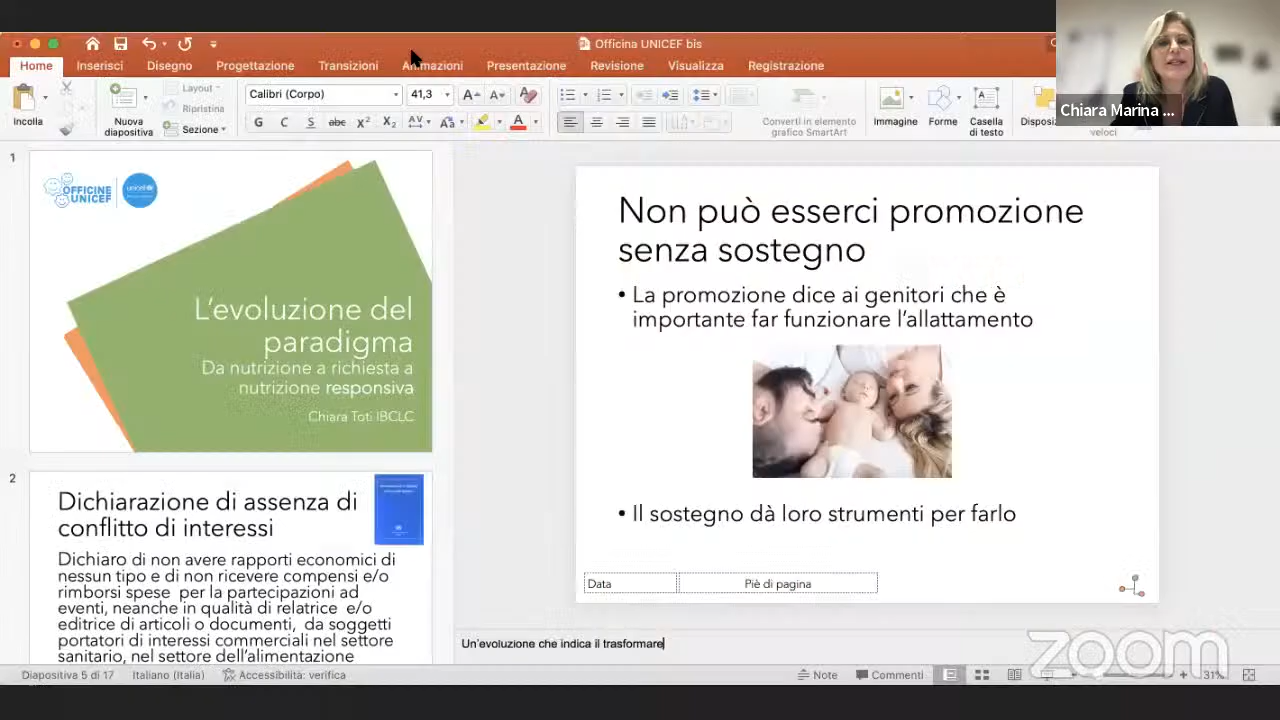 Officina UNICEF bis
Home Inserisci Disegno Progettazione Transizioni Animazioni Presentazione Revisione Visualizza Registrazione
Incolla
Nuova
diapositiva
Layout
Ripristina
Sezione
Calibri (Corpo) 41,3
G C S abc X² X₂ AV Aa A
Converti in elemento
grafico SmartArt
Immagine Forme Casella
di testo
veloci
Chiara Marina ...
1
OFFICINE
UNICEF
unicef
L'evoluzione del
paradigma
Da nutrizione a richiesta a
nutrizione responsiva
Chiara Toti IBCLC
2
Dichiarazione di assenza di
conflitto di interessi
Dichiaro di non avere rapporti economici di
nessun tipo e di non ricevere compensi e/o
rimborsi spese per la partecipazioni ad
eventi, neanche in qualità di relatrice e/o
editrice di articoli o documenti, da soggetti
portatori di interessi commerciali nel settore
sanitario, nel settore dell'alimentazione
Non può esserci promozione
senza sostegno
• La promozione dice ai genitori che è
importante far funzionare l'allattamento
• Il sostegno dà loro strumenti per farlo
Data Piè di pagina
Un'evoluzione che indica il trasformare
zoom
Diapositiva 5 di 17 Italiano (Italia) Accessibilità: verifica Note Commenti 31%